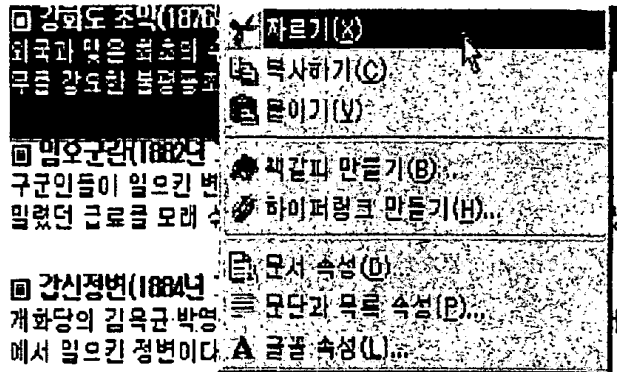 ▣ 강화도 조약(1876
외국과 맺은 최초의
무를 강요한 불평등조
▣ 임오군란(1882년
구군인들이 일으킨 변
밀렸던 급료를 모래
▣ 갑신정변(1884년
개화당의 김옥균·박영
에서 일으킨 정변이다
자르기(X)
복사하기(C)
붙이기(V)
책갈피 만들기(B)...
하이퍼링크 만들기(H)...
문서 속성(D)...
문단과 목록 속성(P)...
글꼴 속성(L)...